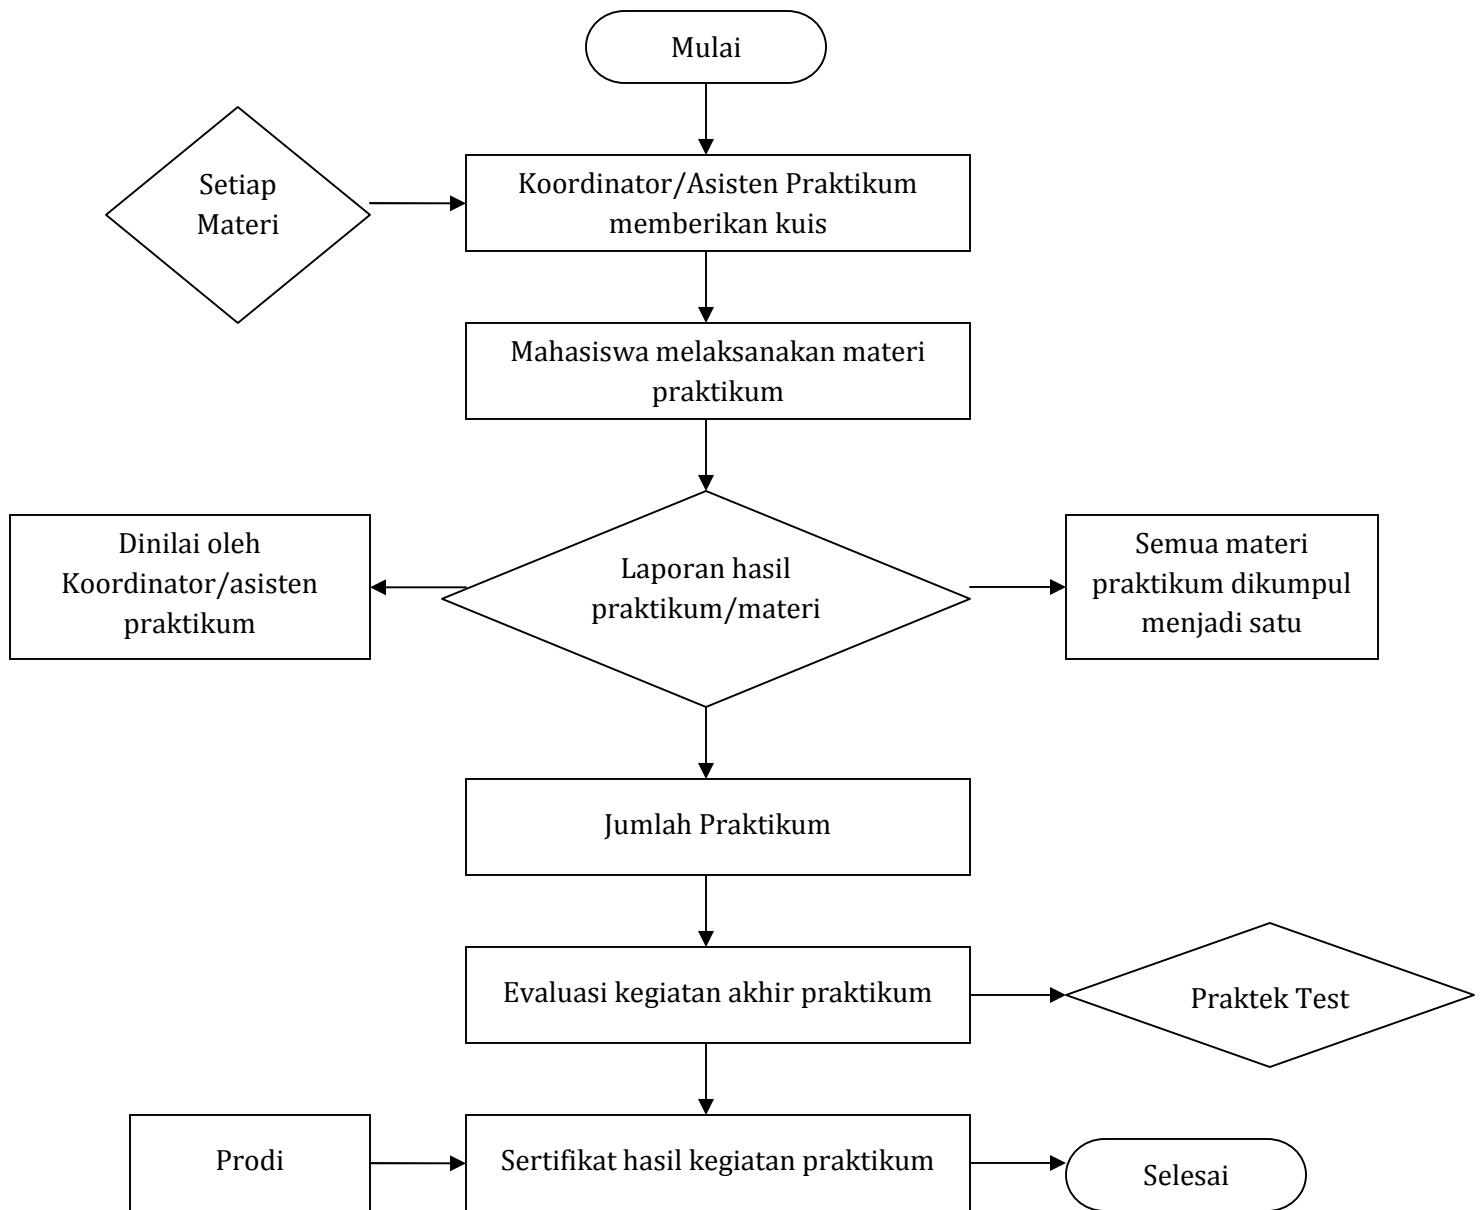 Mulai
Setiap
Materi
Koordinator/Asisten Praktikum
memberikan kuis
Mahasiswa melaksanakan materi
praktikum
Dinilai oleh
Koordinator/asisten
praktikum
Laporan hasil
praktikum/materi
Semua materi
praktikum dikumpul
menjadi satu
Jumlah Praktikum
Evaluasi kegiatan akhir praktikum
Praktek Test
Prodi
Sertifikat hasil kegiatan praktikum
Selesai